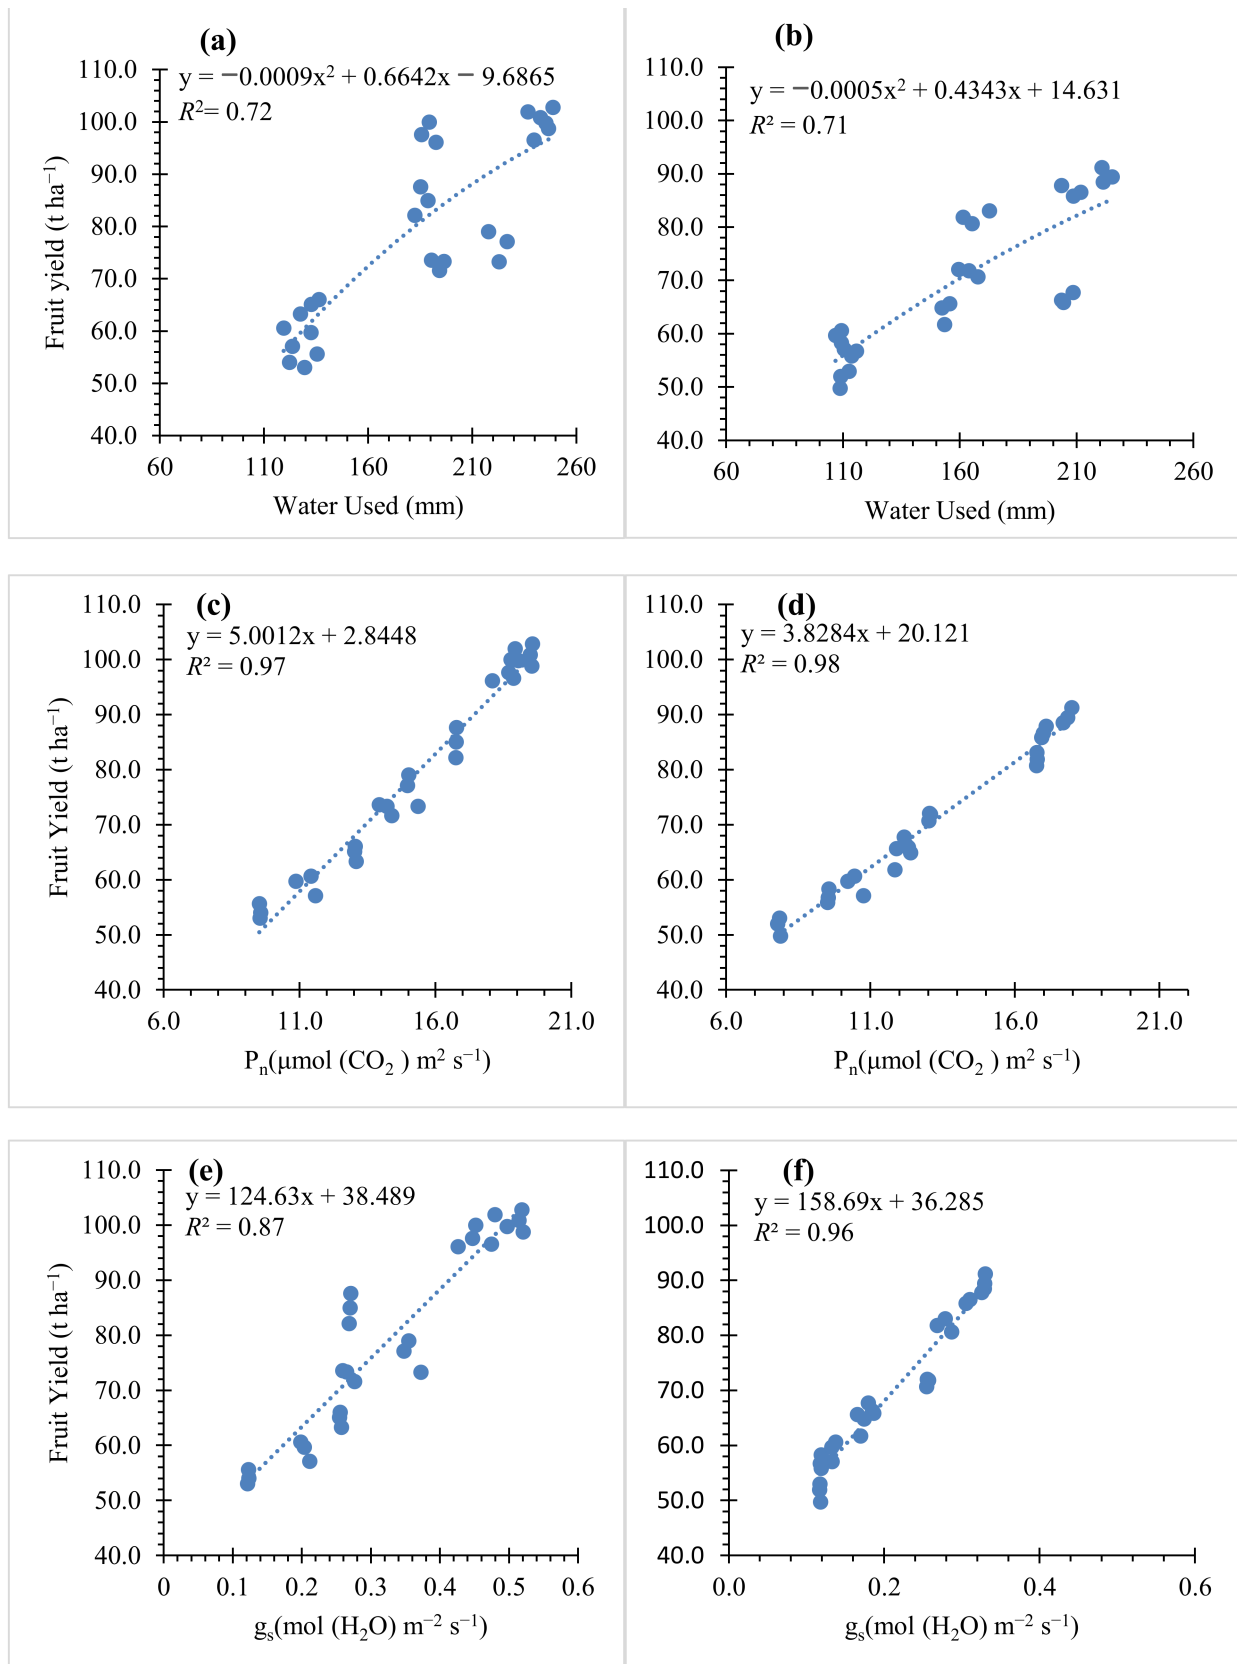 (a)
y = −0.0009x² + 0.6642x − 9.6865
R²= 0.72
110.0
100.0
90.0
80.0
70.0
60.0
50.0
40.0
60 110 160 210 260
Fruit yield (t ha⁻¹)
Water Used (mm)
(b)
y = −0.0005x² + 0.4343x + 14.631
R² = 0.71
110.0
100.0
90.0
80.0
70.0
60.0
50.0
40.0
60 110 160 210 260
Water Used (mm)
(c)
y = 5.0012x + 2.8448
R² = 0.97
110.0
100.0
90.0
80.0
70.0
60.0
50.0
40.0
6.0 11.0 16.0 21.0
Fruit Yield (t ha⁻¹)
Pₙ(μmol (CO₂ ) m² s⁻¹)
(d)
y = 3.8284x + 20.121
R² = 0.98
110.0
100.0
90.0
80.0
70.0
60.0
50.0
40.0
6.0 11.0 16.0 21.0
Pₙ(μmol (CO₂ ) m² s⁻¹)
(e)
y = 124.63x + 38.489
R² = 0.87
110.0
100.0
90.0
80.0
70.0
60.0
50.0
40.0
0 0.1 0.2 0.3 0.4 0.5 0.6
Fruit Yield (t ha⁻¹)
gₛ(mol (H₂O) m⁻² s⁻¹)
(f)
y = 158.69x + 36.285
R² = 0.96
110.0
100.0
90.0
80.0
70.0
60.0
50.0
40.0
0.0 0.2 0.4 0.6
gₛ(mol (H₂O) m⁻² s⁻¹)